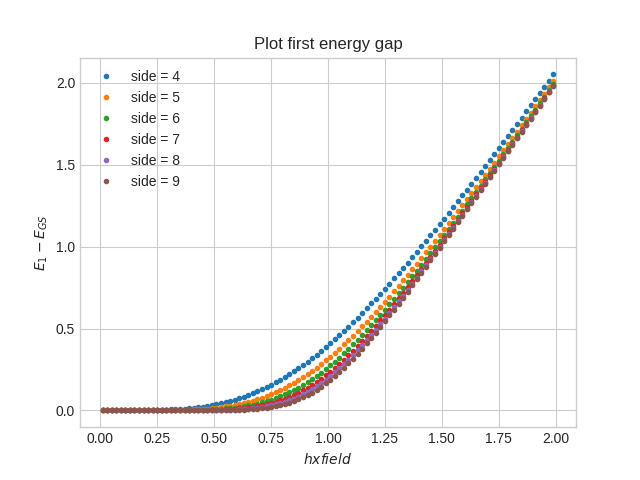 Plot first energy gap
side = 4
side = 5
side = 6
side = 7
side = 8
side = 9
2.0
1.5
1.0
0.5
0.0
E₁ − E_GS
0.00 0.25 0.50 0.75 1.00 1.25 1.50 1.75 2.00
hxfield